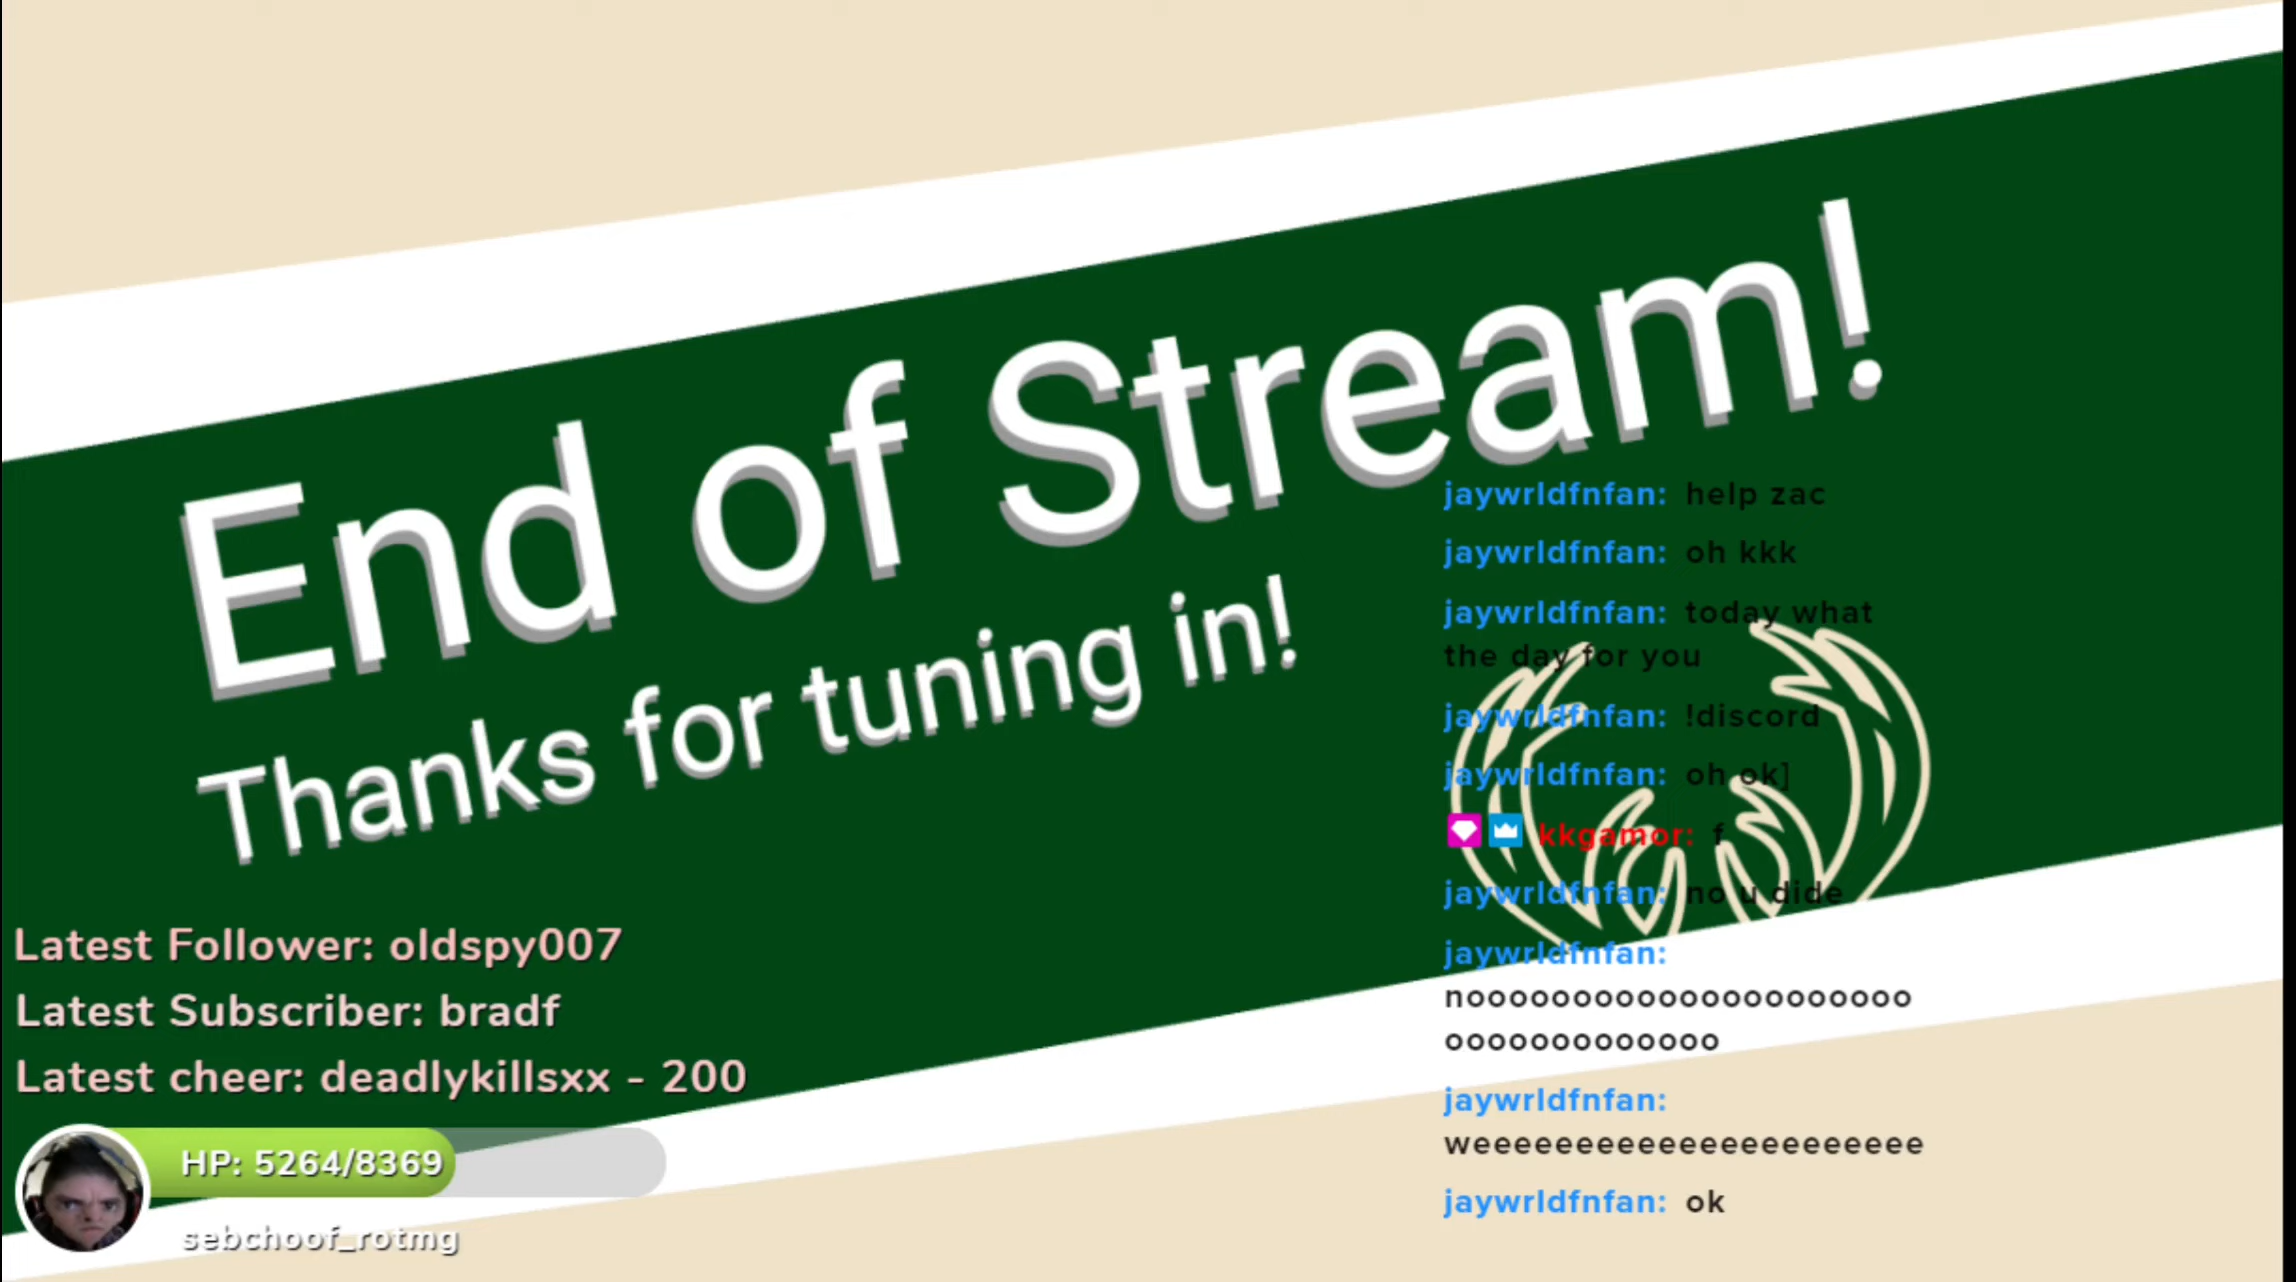 End of Stream!
Thanks for tuning in!
jaywrldfnfan: help zac
jaywrldfnfan: oh kkk
jaywrldfnfan: today what
the day for you
jaywrldfnfan: !discord
jaywrldfnfan: oh ok]
kkgamor: f
jaywrldfnfan: no u dide
jaywrldfnfan:
noooooooooooooooooooooo
ooooooooooooo
jaywrldfnfan:
weeeeeeeeeeeeeeeeeeeeee
jaywrldfnfan: ok
Latest Follower: oldspy007
Latest Subscriber: bradf
Latest cheer: deadlykillsxx - 200
HP: 5264/8369
sebchoof_rotmg